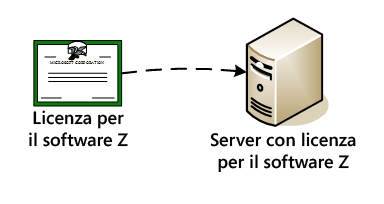 MICROSOFT CORPORATION
Licenza per
il software Z
Server con licenza
per il software Z